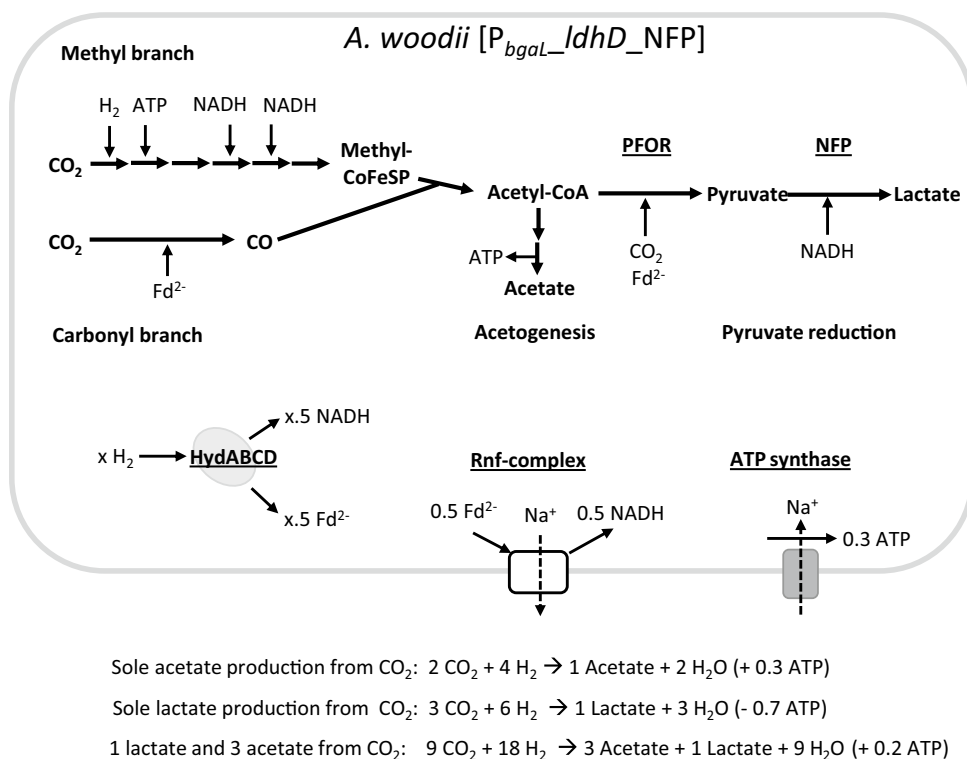 A. woodii [P_bgaL_ldhD_NFP]
Methyl branch
H₂ ATP NADH NADH
CO₂
Methyl-
CoFeSP
PFOR
NFP
Acetyl-CoA
Pyruvate
Lactate
CO₂
CO
Fd²⁻
ATP
CO₂
Fd²⁻
NADH
Acetate
Carbonyl branch
Acetogenesis
Pyruvate reduction
x.5 NADH
x H₂
HydABCD
x.5 Fd²⁻
Rnf-complex
0.5 Fd²⁻
Na⁺
0.5 NADH
ATP synthase
Na⁺
0.3 ATP
Sole acetate production from CO₂: 2 CO₂ + 4 H₂ → 1 Acetate + 2 H₂O (+ 0.3 ATP)
Sole lactate production from CO₂: 3 CO₂ + 6 H₂ → 1 Lactate + 3 H₂O (- 0.7 ATP)
1 lactate and 3 acetate from CO₂: 9 CO₂ + 18 H₂ → 3 Acetate + 1 Lactate + 9 H₂O (+ 0.2 ATP)